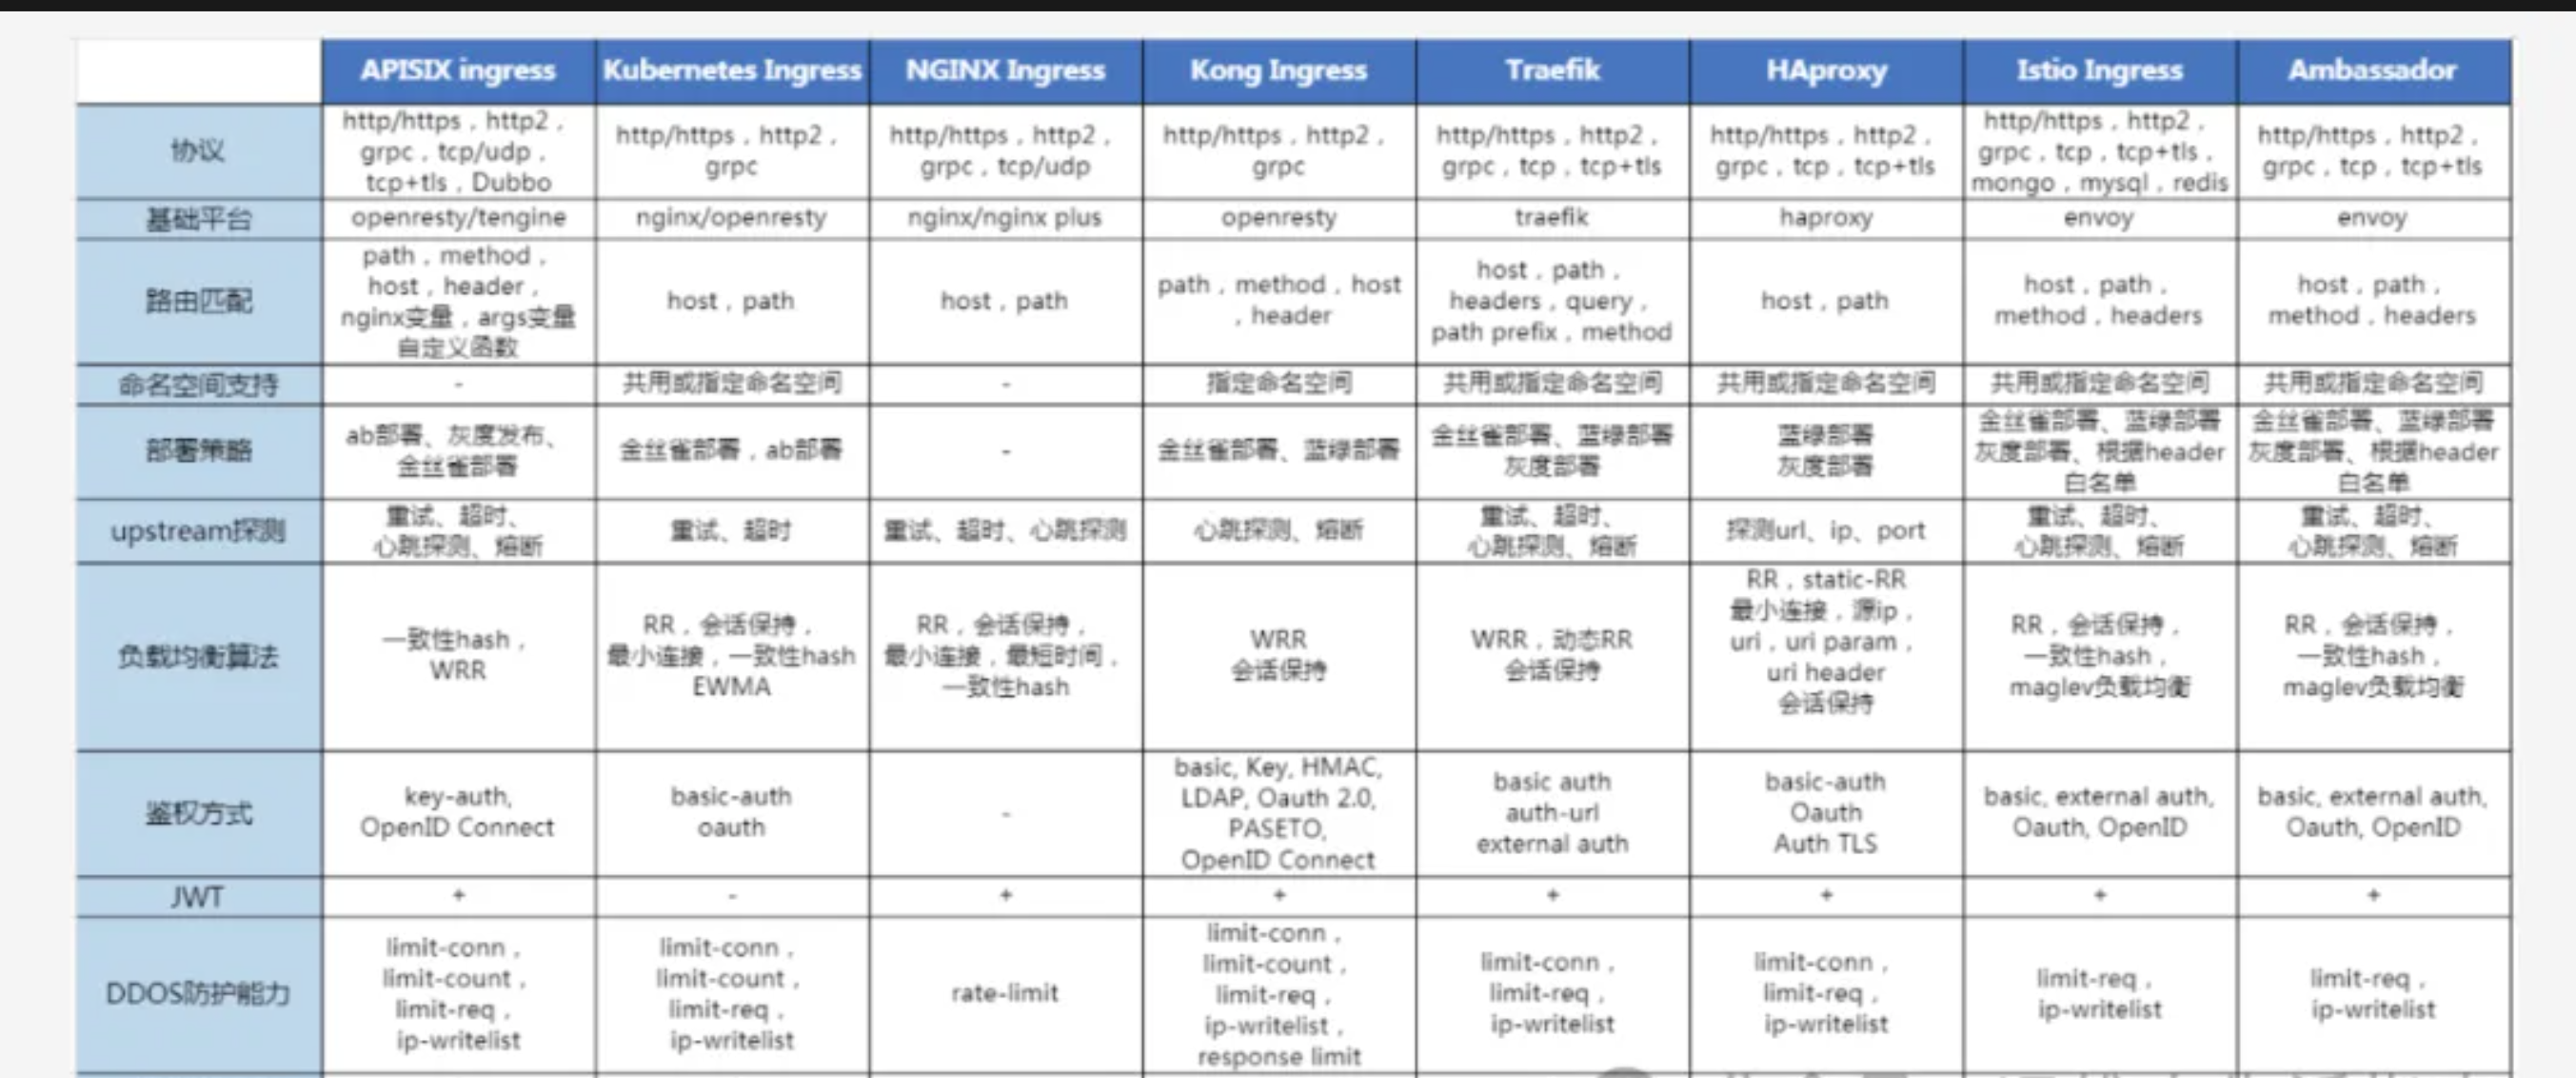 APISIX ingress Kubernetes Ingress NGINX Ingress Kong Ingress Traefik HAproxy Istio Ingress Ambassador
协议
http/https，http2，
grpc，tcp/udp，
tcp+tls，Dubbo
http/https，http2，
grpc
http/https，http2，
grpc，tcp/udp
http/https，http2，
grpc
http/https，http2，
grpc，tcp，tcp+tls
http/https，http2，
grpc，tcp，tcp+tls
http/https，http2，
grpc，tcp，tcp+tls，
mongo，mysql，redis
http/https，http2，
grpc，tcp，tcp+tls
基础平台 openresty/tengine nginx/openresty nginx/nginx plus openresty traefik haproxy envoy envoy
路由匹配
path，method，
host，header，
nginx变量，args变量
自定义函数
host，path
host，path
path，method，host
，header
host，path，
headers，query，
path prefix，method
host，path
host，path，
method，headers
host，path，
method，headers
命名空间支持 - 共用或指定命名空间 - 指定命名空间 共用或指定命名空间 共用或指定命名空间 共用或指定命名空间 共用或指定命名空间
部署策略
ab部署、灰度发布、
金丝雀部署
金丝雀部署，ab部署
-
金丝雀部署、蓝绿部署
金丝雀部署、蓝绿部署
灰度部署
蓝绿部署
灰度部署
金丝雀部署、蓝绿部署
灰度部署、根据header
白名单
金丝雀部署、蓝绿部署
灰度部署、根据header
白名单
upstream探测
重试、超时、
心跳探测、熔断
重试、超时
重试、超时、心跳探测
心跳探测、熔断
重试、超时、
心跳探测、熔断
探测url、ip、port
重试、超时、
心跳探测、熔断
重试、超时、
心跳探测、熔断
负载均衡算法
一致性hash，
WRR
RR，会话保持，
最小连接，一致性hash
EWMA
RR，会话保持，
最小连接，最短时间，
一致性hash
WRR
会话保持
WRR，动态RR
会话保持
RR，static-RR
最小连接，源ip，
uri，uri param，
uri header
会话保持
RR，会话保持，
一致性hash，
maglev负载均衡
RR，会话保持，
一致性hash，
maglev负载均衡
鉴权方式
key-auth,
OpenID Connect
basic-auth
oauth
-
basic, Key, HMAC,
LDAP, Oauth 2.0,
PASETO,
OpenID Connect
basic auth
auth-url
external auth
basic-auth
Oauth
Auth TLS
basic, external auth,
Oauth, OpenID
basic, external auth,
Oauth, OpenID
JWT + - + + + + + +
DDOS防护能力
limit-conn，
limit-count，
limit-req，
ip-writelist
limit-conn，
limit-count，
limit-req，
ip-writelist
rate-limit
limit-conn，
limit-count，
limit-req，
ip-writelist，
response limit
limit-conn，
limit-req，
ip-writelist
limit-conn，
limit-req，
ip-writelist
limit-req，
ip-writelist
limit-req，
ip-writelist